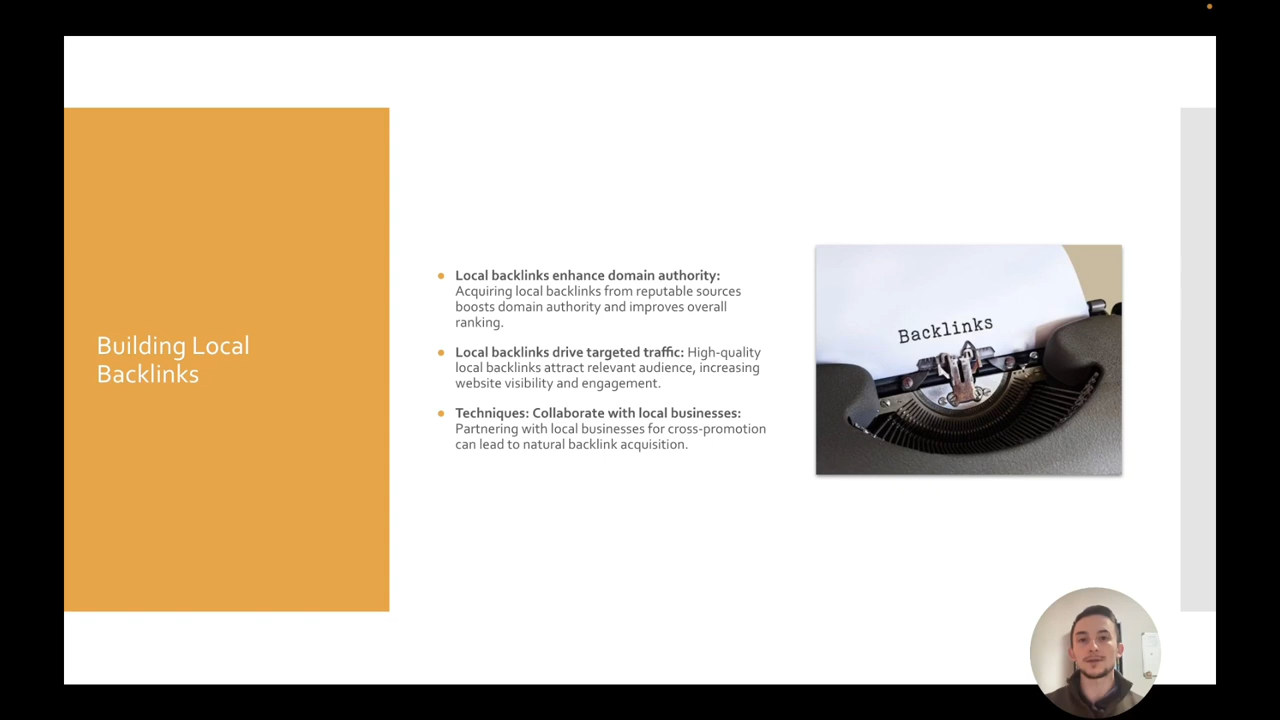 Building Local
Backlinks
Local backlinks enhance domain authority:
Acquiring local backlinks from reputable sources
boosts domain authority and improves overall
ranking.
Local backlinks drive targeted traffic: High-quality
local backlinks attract relevant audience, increasing
website visibility and engagement.
Techniques: Collaborate with local businesses:
Partnering with local businesses for cross-promotion
can lead to natural backlink acquisition.
Backlinks